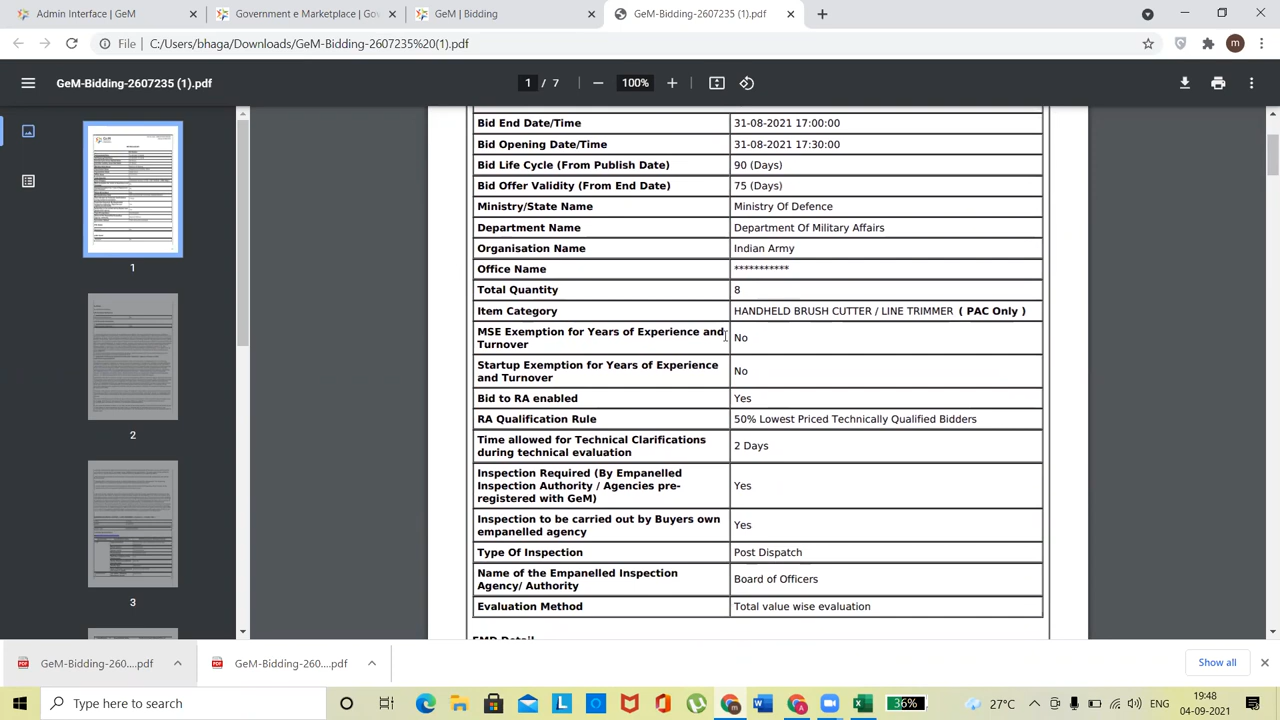 Admin Interface | GeM
Government e Marketplace | Gov
GeM | Bidding
GeM-Bidding-2607235 (1).pdf
File
C:/Users/bhaga/Downloads/GeM-Bidding-2607235%20(1).pdf
m
GeM-Bidding-2607235 (1).pdf
1 / 7
100%
1
2
3
Bid End Date/Time 31-08-2021 17:00:00
Bid Opening Date/Time 31-08-2021 17:30:00
Bid Life Cycle (From Publish Date) 90 (Days)
Bid Offer Validity (From End Date) 75 (Days)
Ministry/State Name Ministry Of Defence
Department Name Department Of Military Affairs
Organisation Name Indian Army
Office Name ***********
Total Quantity 8
Item Category HANDHELD BRUSH CUTTER / LINE TRIMMER ( PAC Only )
MSE Exemption for Years of Experience and
Turnover
No
Startup Exemption for Years of Experience
and Turnover
No
Bid to RA enabled Yes
RA Qualification Rule 50% Lowest Priced Technically Qualified Bidders
Time allowed for Technical Clarifications
during technical evaluation
2 Days
Inspection Required (By Empanelled
Inspection Authority / Agencies pre-
registered with GeM)
Yes
Inspection to be carried out by Buyers own
empanelled agency
Yes
Type Of Inspection Post Dispatch
Name of the Empanelled Inspection
Agency/ Authority
Board of Officers
Evaluation Method Total value wise evaluation
EMD Detail
GeM-Bidding-260....pdf
GeM-Bidding-260....pdf
Show all
Type here to search
36%
27°C
ENG
19:48
04-09-2021